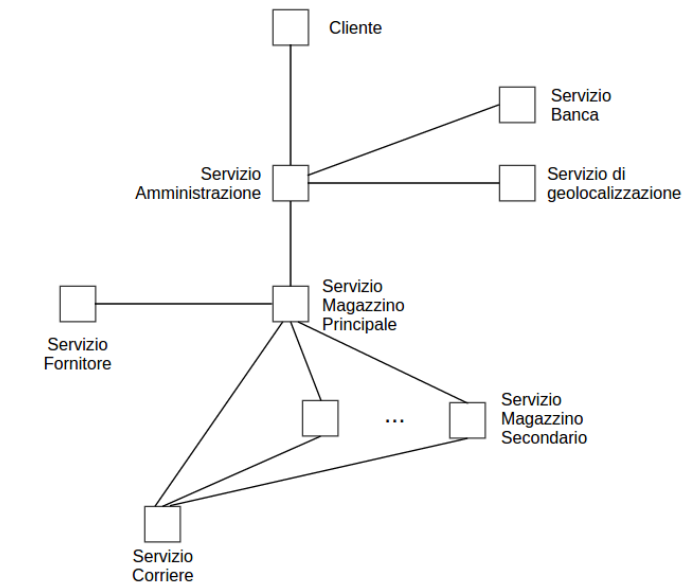 Cliente
Servizio
Banca
Servizio
Amministrazione
Servizio di
geolocalizzazione
Servizio
Magazzino
Principale
Servizio
Fornitore
...
Servizio
Magazzino
Secondario
Servizio
Corriere